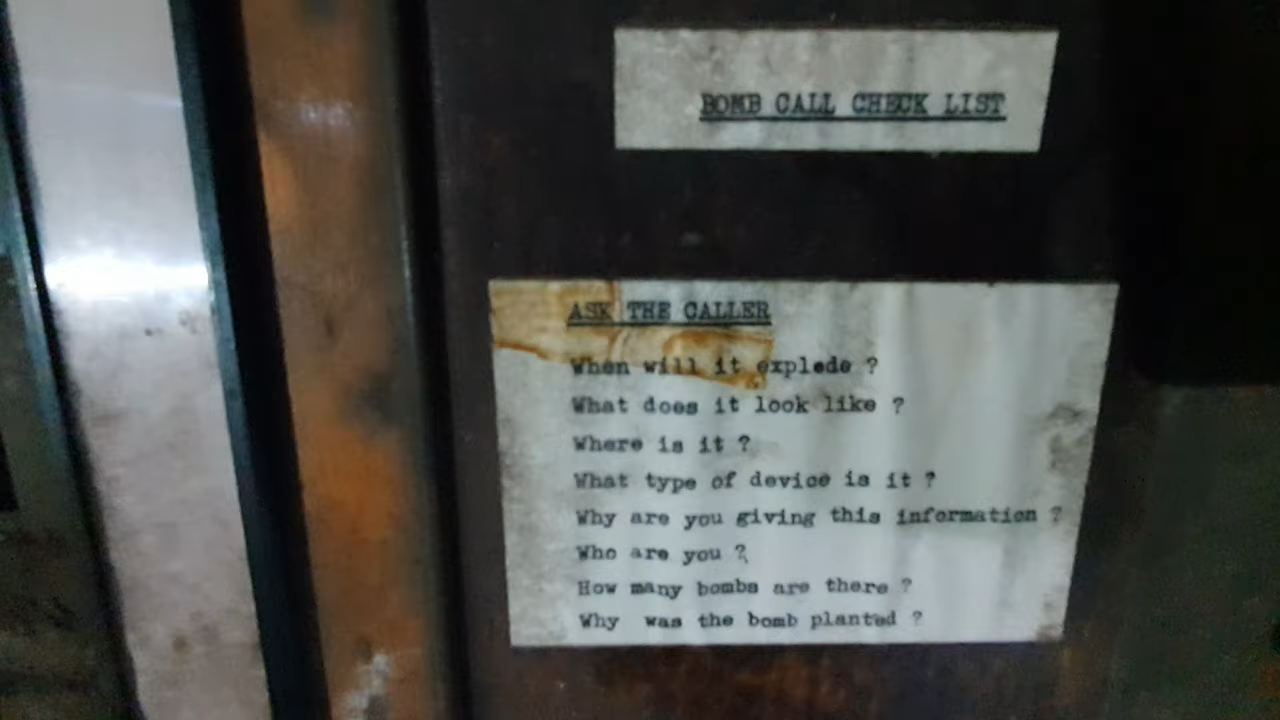 BOMB CALL CHECK LIST
ASK THE CALLER
When will it explode ?
What does it look like ?
Where is it ?
What type of device is it ?
Why are you giving this information ?
Who are you ?
How many bombs are there ?
Why was the bomb planted ?